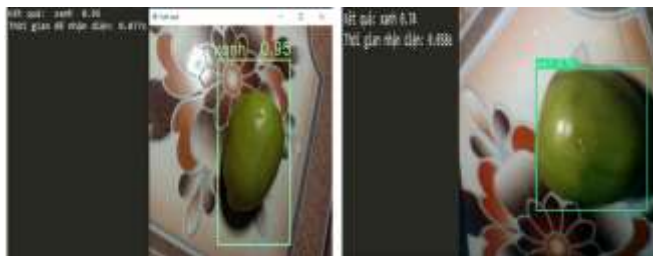 Kết quả: xanh 0.95
Thời gian để nhận diện: 0.077s
xanh 0.95
Kết quả: xanh 0.78
Thời gian nhận diện: 0.050s